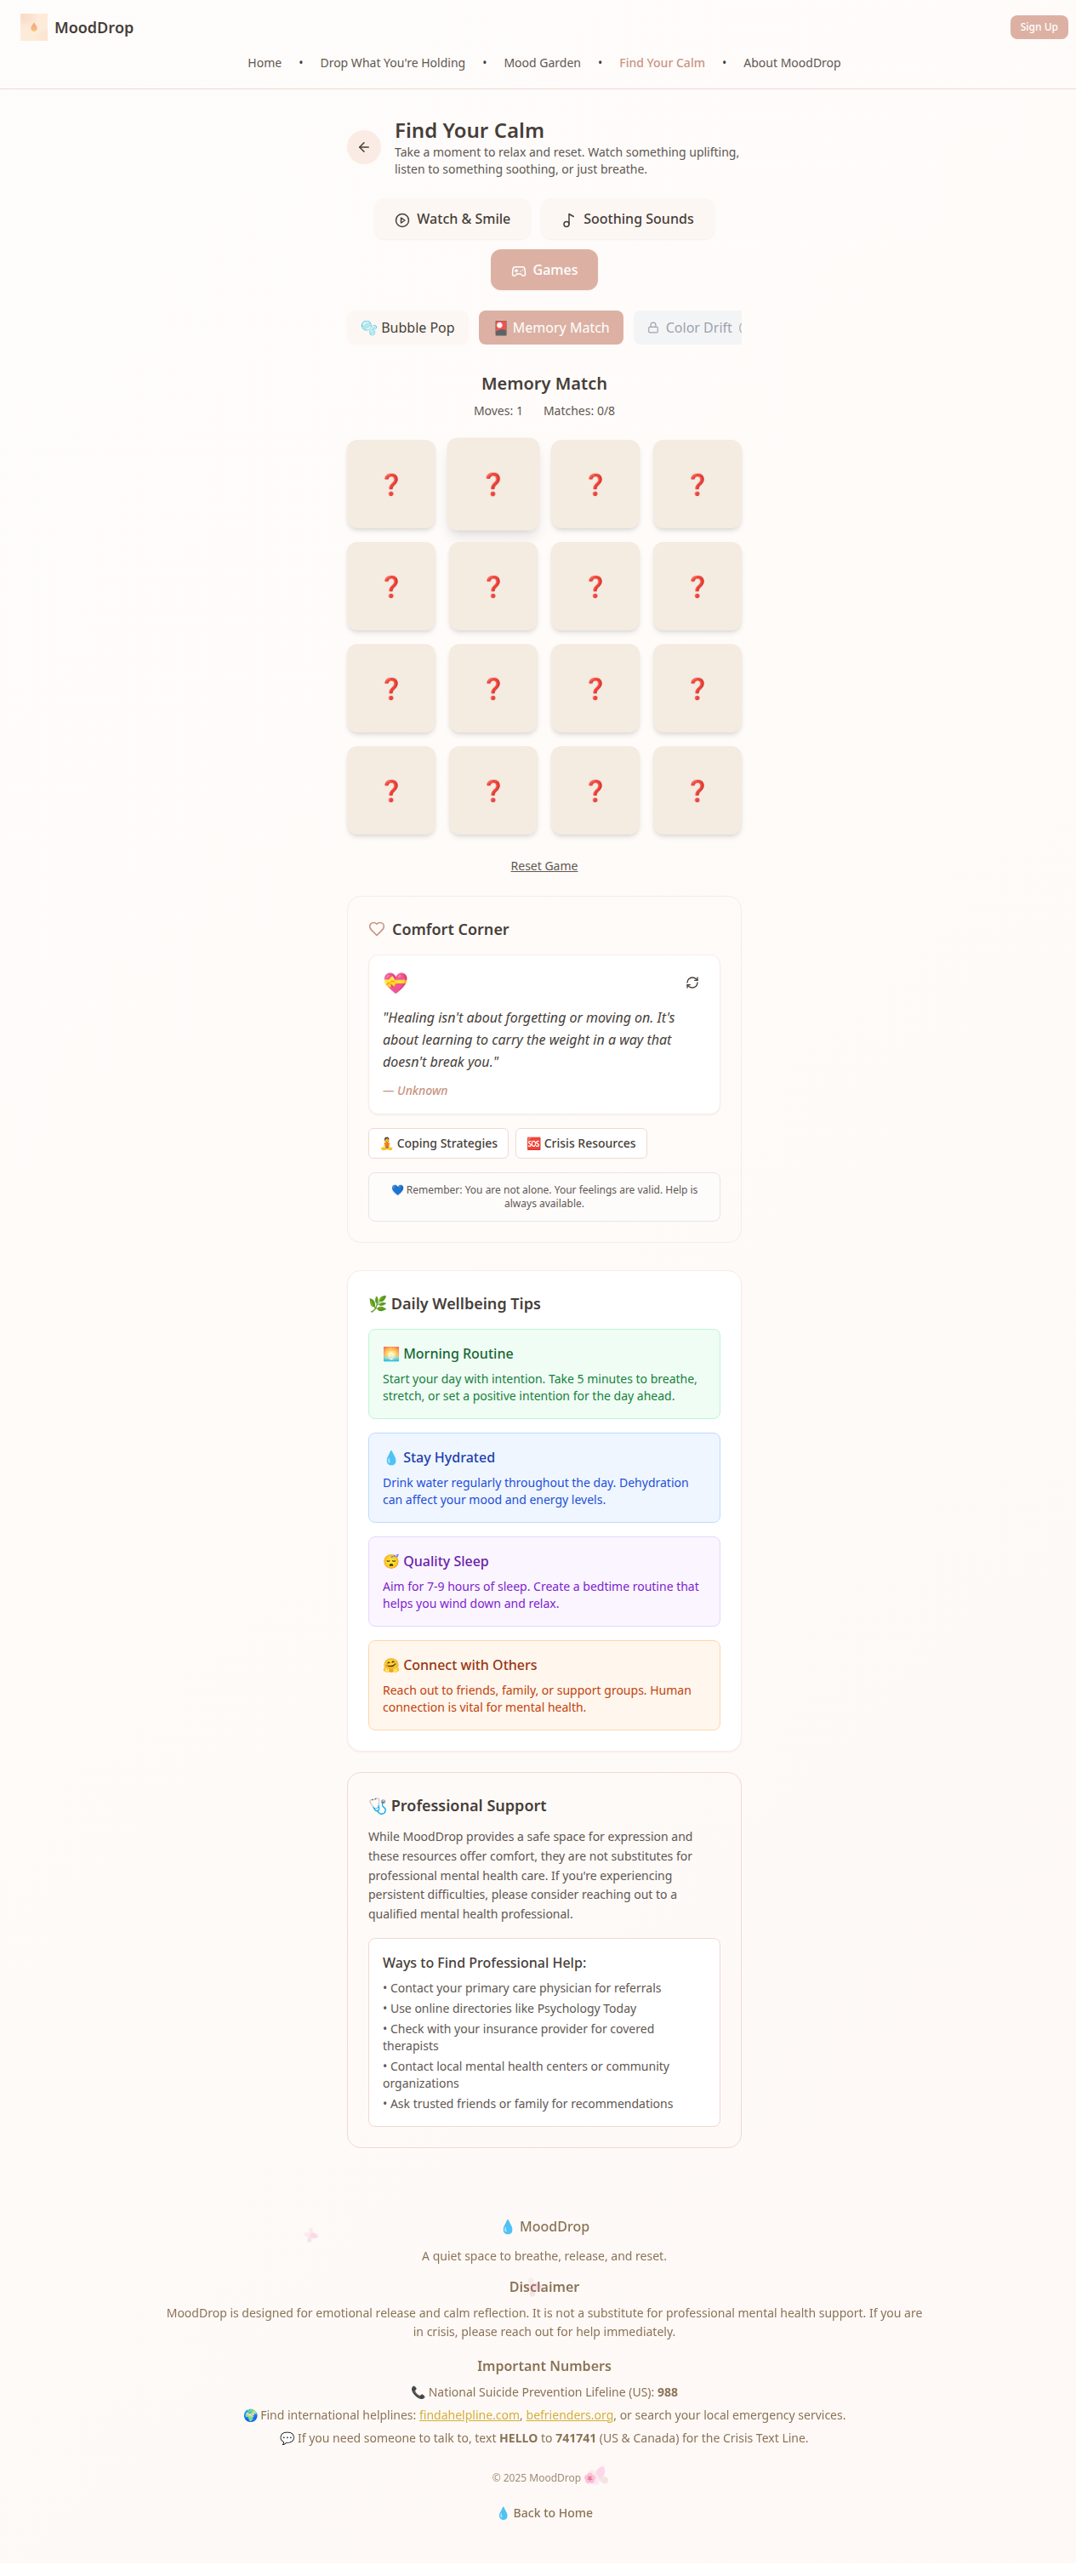 MoodDrop
Sign Up
Home • Drop What You're Holding • Mood Garden • Find Your Calm • About MoodDrop
Find Your Calm
Take a moment to relax and reset. Watch something uplifting,
listen to something soothing, or just breathe.
Watch & Smile
Soothing Sounds
Games
🫧 Bubble Pop
🎴 Memory Match
Color Drift (
Memory Match
Moves: 1 Matches: 0/8
❓ ❓ ❓ ❓
❓ ❓ ❓ ❓
❓ ❓ ❓ ❓
❓ ❓ ❓ ❓
Reset Game
Comfort Corner
💝
"Healing isn't about forgetting or moving on. It's
about learning to carry the weight in a way that
doesn't break you."
— Unknown
🧘 Coping Strategies
🆘 Crisis Resources
💙 Remember: You are not alone. Your feelings are valid. Help is
always available.
🌿 Daily Wellbeing Tips
🌅 Morning Routine
Start your day with intention. Take 5 minutes to breathe,
stretch, or set a positive intention for the day ahead.
💧 Stay Hydrated
Drink water regularly throughout the day. Dehydration
can affect your mood and energy levels.
😴 Quality Sleep
Aim for 7-9 hours of sleep. Create a bedtime routine that
helps you wind down and relax.
🤗 Connect with Others
Reach out to friends, family, or support groups. Human
connection is vital for mental health.
🩺 Professional Support
While MoodDrop provides a safe space for expression and
these resources offer comfort, they are not substitutes for
professional mental health care. If you're experiencing
persistent difficulties, please consider reaching out to a
qualified mental health professional.
Ways to Find Professional Help:
• Contact your primary care physician for referrals
• Use online directories like Psychology Today
• Check with your insurance provider for covered
therapists
• Contact local mental health centers or community
organizations
• Ask trusted friends or family for recommendations
💧 MoodDrop
A quiet space to breathe, release, and reset.
Disclaimer
MoodDrop is designed for emotional release and calm reflection. It is not a substitute for professional mental health support. If you are
in crisis, please reach out for help immediately.
Important Numbers
📞 National Suicide Prevention Lifeline (US): 988
🌍 Find international helplines: findahelpline.com, befrienders.org, or search your local emergency services.
💬 If you need someone to talk to, text HELLO to 741741 (US & Canada) for the Crisis Text Line.
© 2025 MoodDrop 🌸
💧 Back to Home